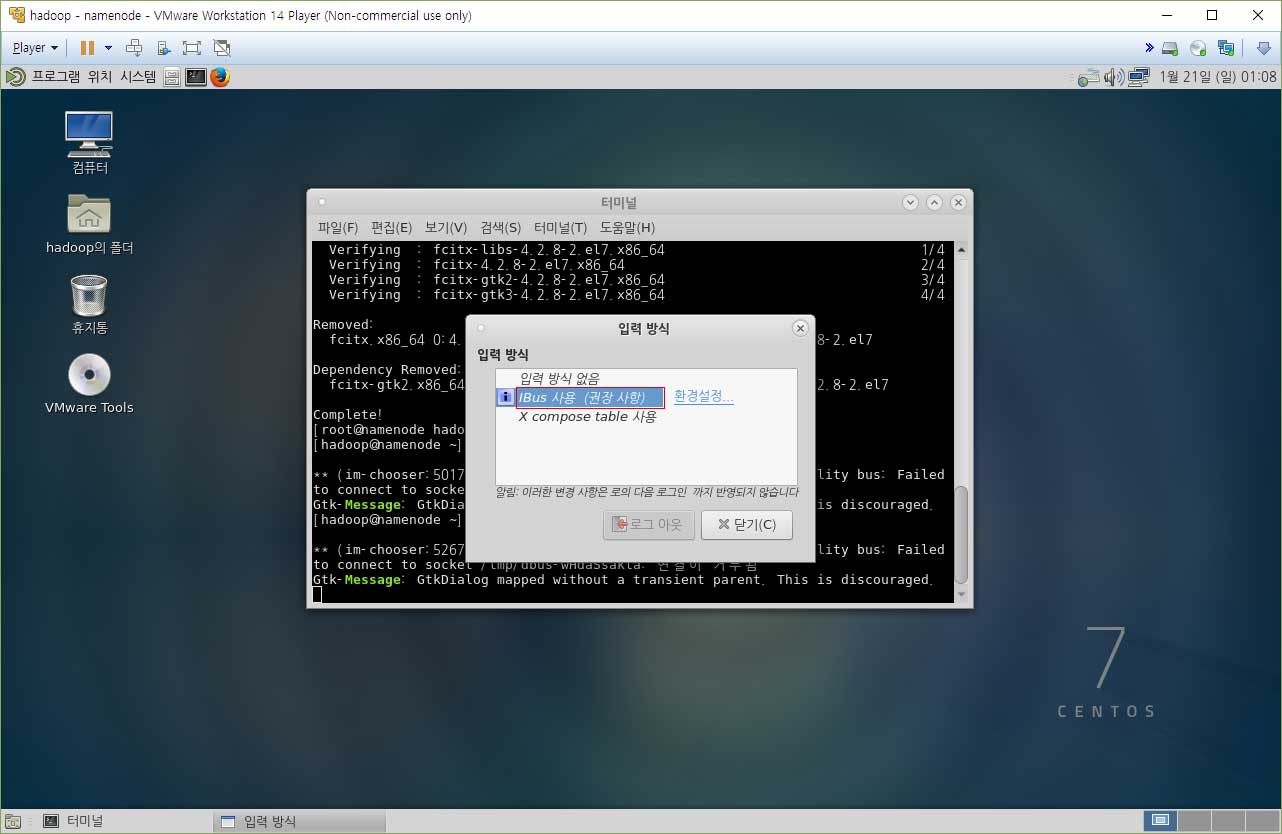 hadoop - namenode - VMware Workstation 14 Player (Non-commercial use only)
Player
프로그램 위치 시스템
1월 21일 (일) 01:08
컴퓨터
hadoop의 폴더
휴지통
VMware Tools
터미널
파일(F) 편집(E) 보기(V) 검색(S) 터미널(T) 도움말(H)
Verifying : fcitx-libs-4.2.8-2.el7.x86_64 1/4
Verifying : fcitx-4.2.8-2.el7.x86_64 2/4
Verifying : fcitx-gtk2-4.2.8-2.el7.x86_64 3/4
Verifying : fcitx-gtk3-4.2.8-2.el7.x86_64 4/4
Removed:
fcitx.x86_64 0:4. 8-2.el7
Dependency Removed:
fcitx-gtk2.x86_64 2.8-2.el7
Complete!
[root@namenode hado
[hadoop@namenode ~]
** (im-chooser:5017 lity bus: Failed
to connect to socke
Gtk-Message: GtkDia is discouraged.
[hadoop@namenode ~]
** (im-chooser:5267 lity bus: Failed
to connect to socket /tmp/dbus-wHdaSsakta: 연결이 거부됨
Gtk-Message: GtkDialog mapped without a transient parent. This is discouraged.
입력 방식
입력 방식
입력 방식 없음
IBus 사용 (권장 사항) 환경설정...
X compose table 사용
알림: 이러한 변경 사항은 로의 다음 로그인 까지 반영되지 않습니다
로그 아웃 닫기(C)
7
CENTOS
터미널 입력 방식